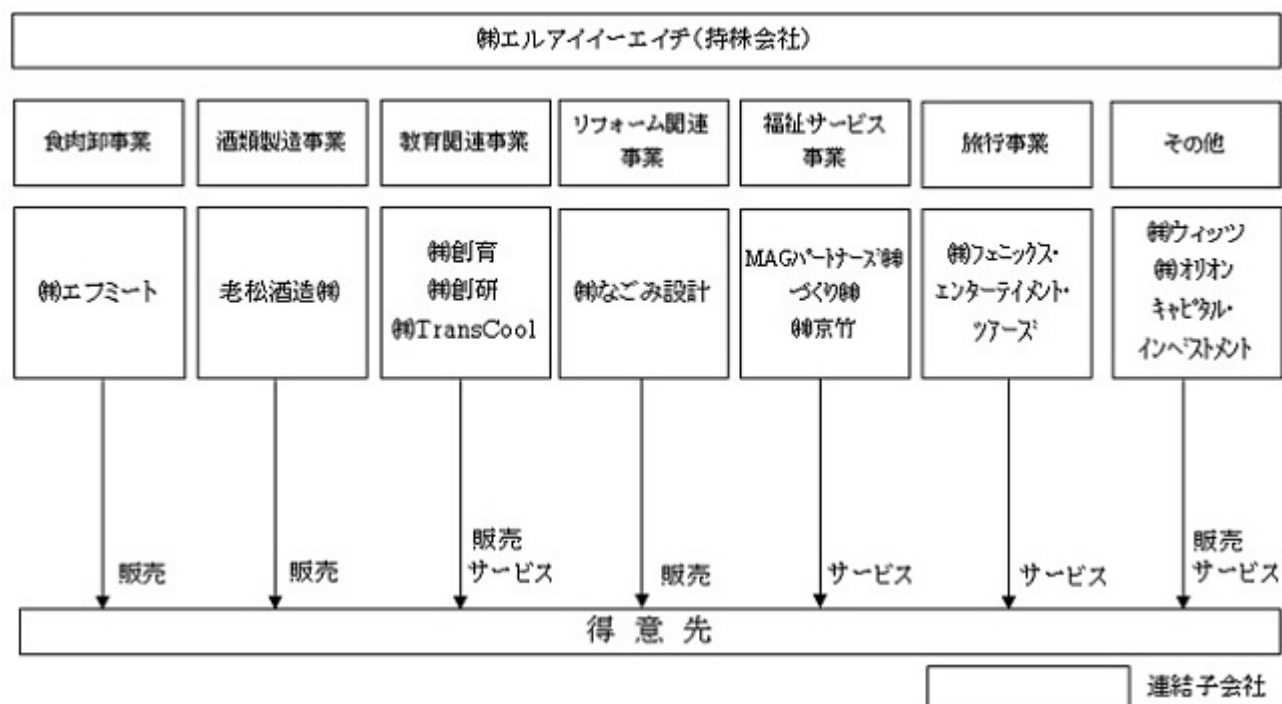 ㈱エルアイイーエイチ(持株会社)
食肉卸事業
酒類製造事業
教育関連事業
リフォーム関連
事業
福祉サービス
事業
旅行事業
その他
㈱エフミート
老松酒造㈱
㈱創育
㈱創研
㈱TransCool
㈱なごみ設計
MAGパートナーズ㈱
づくり㈱
㈱京竹
㈱フェニックス・
エンターテイメント・
ツアーズ
㈱ウィッツ
㈱オリオン
キャピタル・
インベストメント
販売
販売
販売
サービス
販売
サービス
サービス
販売
サービス
得意先
連結子会社